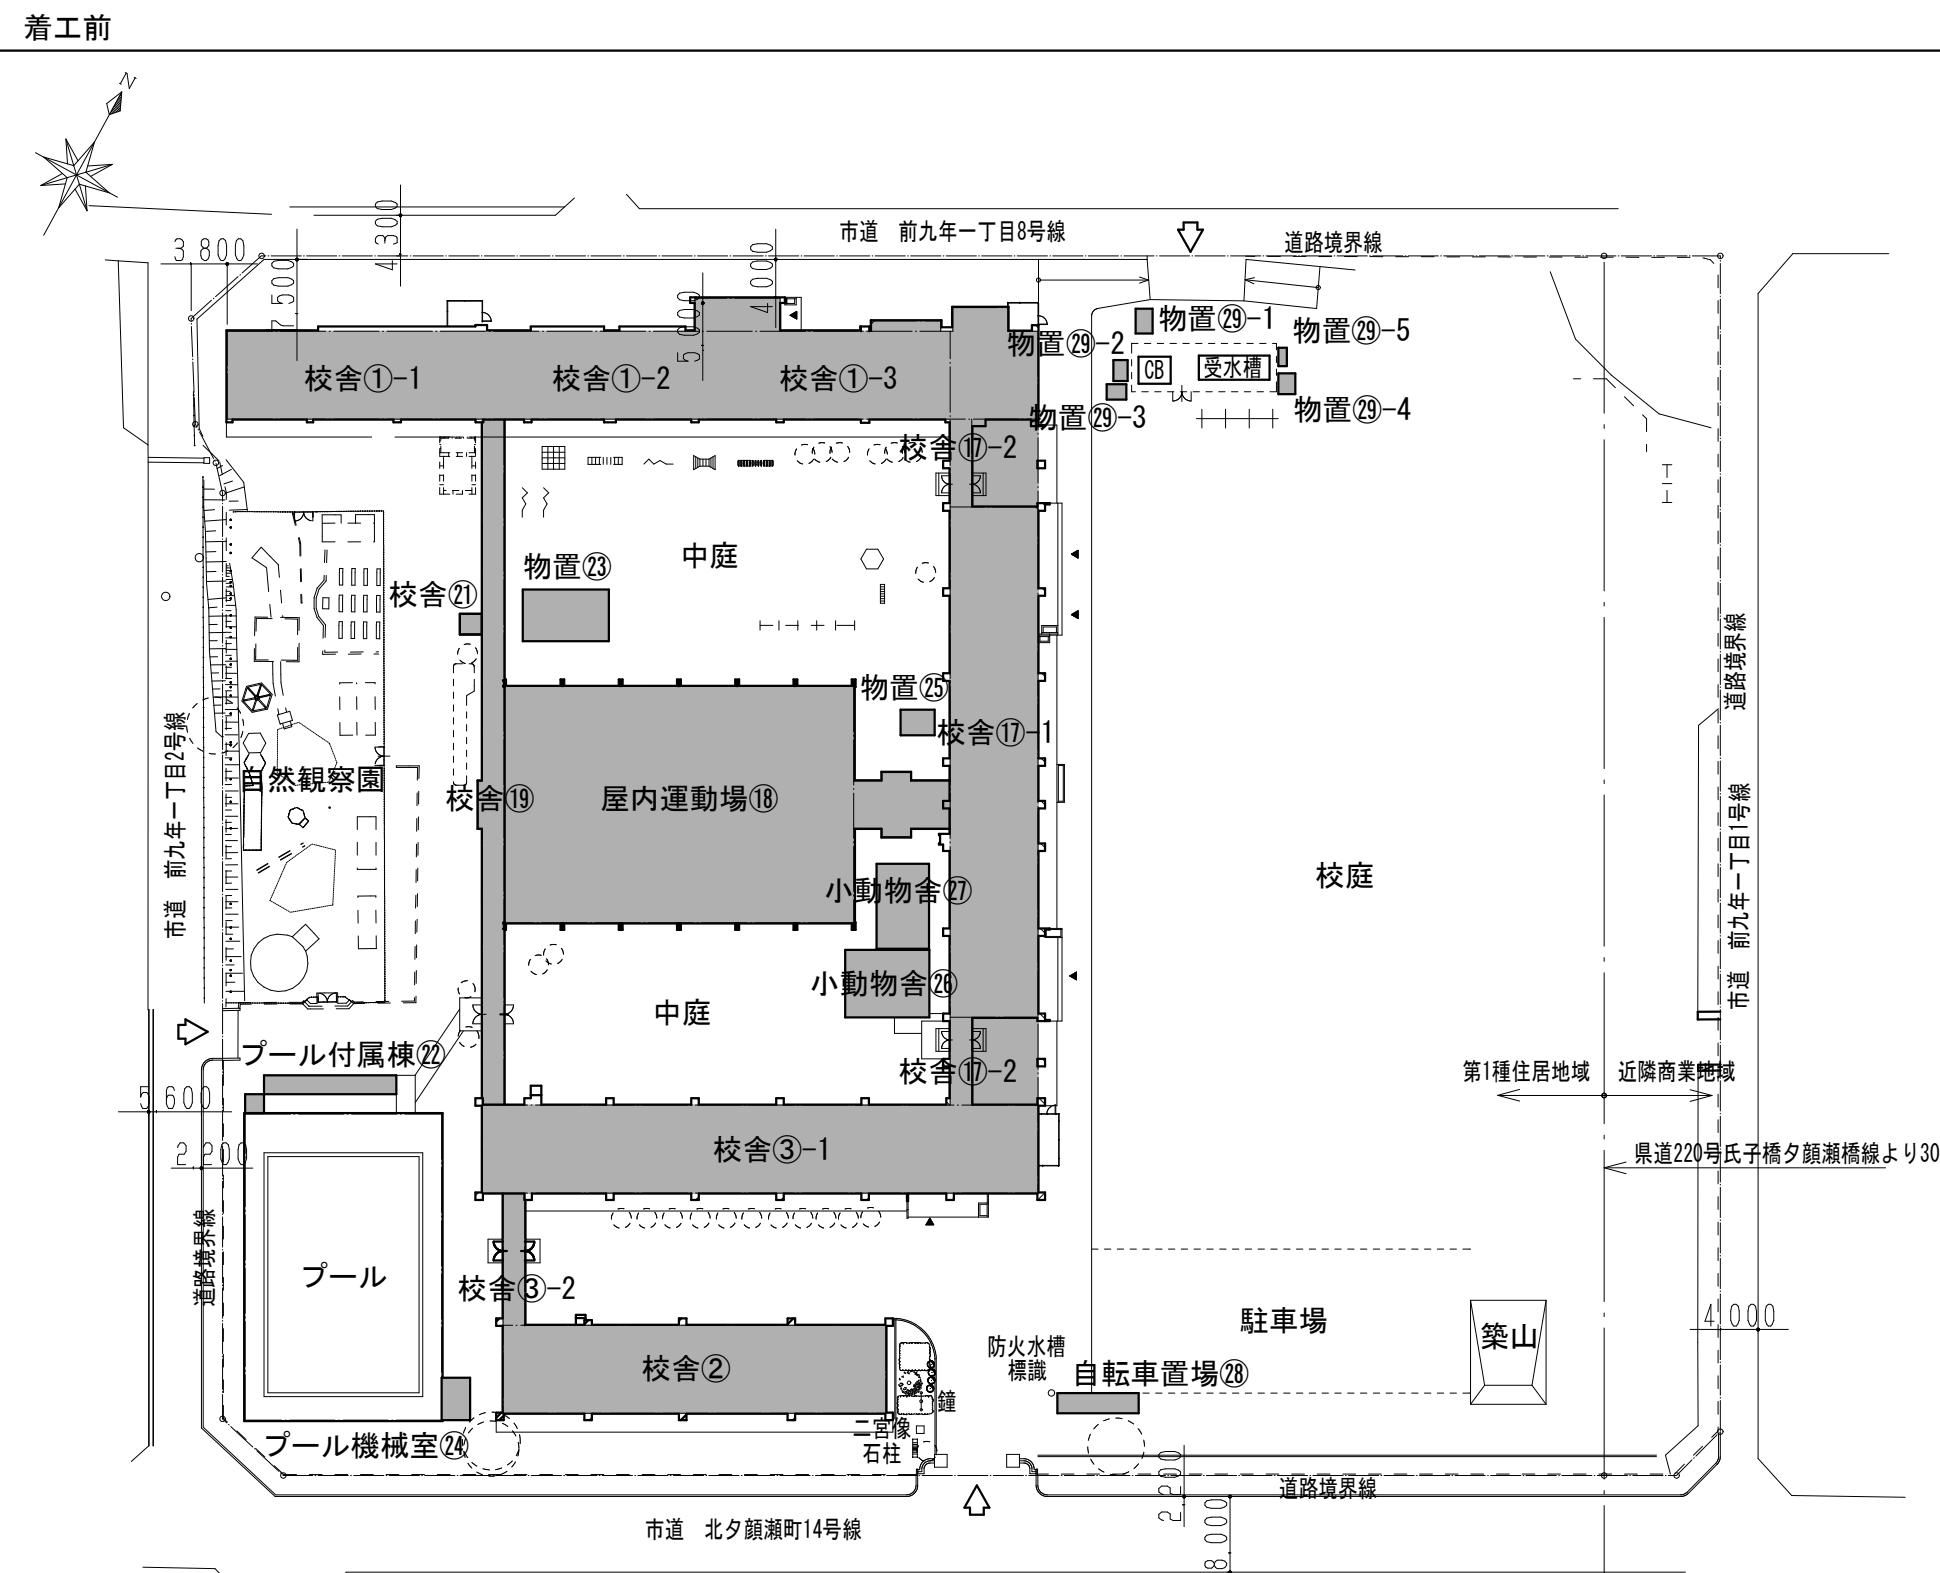 着工前
N
市道　前九年一丁目8号線
道路境界線
3,800
4,300
7,500
4,000
5,000
校舎①-1
校舎①-2
校舎①-3
物置㉙-1
物置㉙-2
物置㉙-5
CB
受水槽
物置㉙-3
物置㉙-4
校舎⑰-2
中庭
物置㉓
校舎㉑
物置㉕
校舎⑰-1
道路境界線
市道　前九年一丁目2号線
自然観察園
校舎⑲
屋内運動場⑱
小動物舎㉗
校庭
市道　前九年一丁目1号線
小動物舎㉖
中庭
プール付属棟㉒
校舎⑰-2
第1種住居地域
近隣商業地域
5,600
2,200
校舎③-1
県道220号氏子橋夕顔瀬橋線より30
道路境界線
プール
校舎③-2
駐車場
築山
4,000
防火水槽
標識
自転車置場㉘
校舎②
鐘
二宮像
石柱
プール機械室㉔
道路境界線
2,200
8,000
市道　北夕顔瀬町14号線